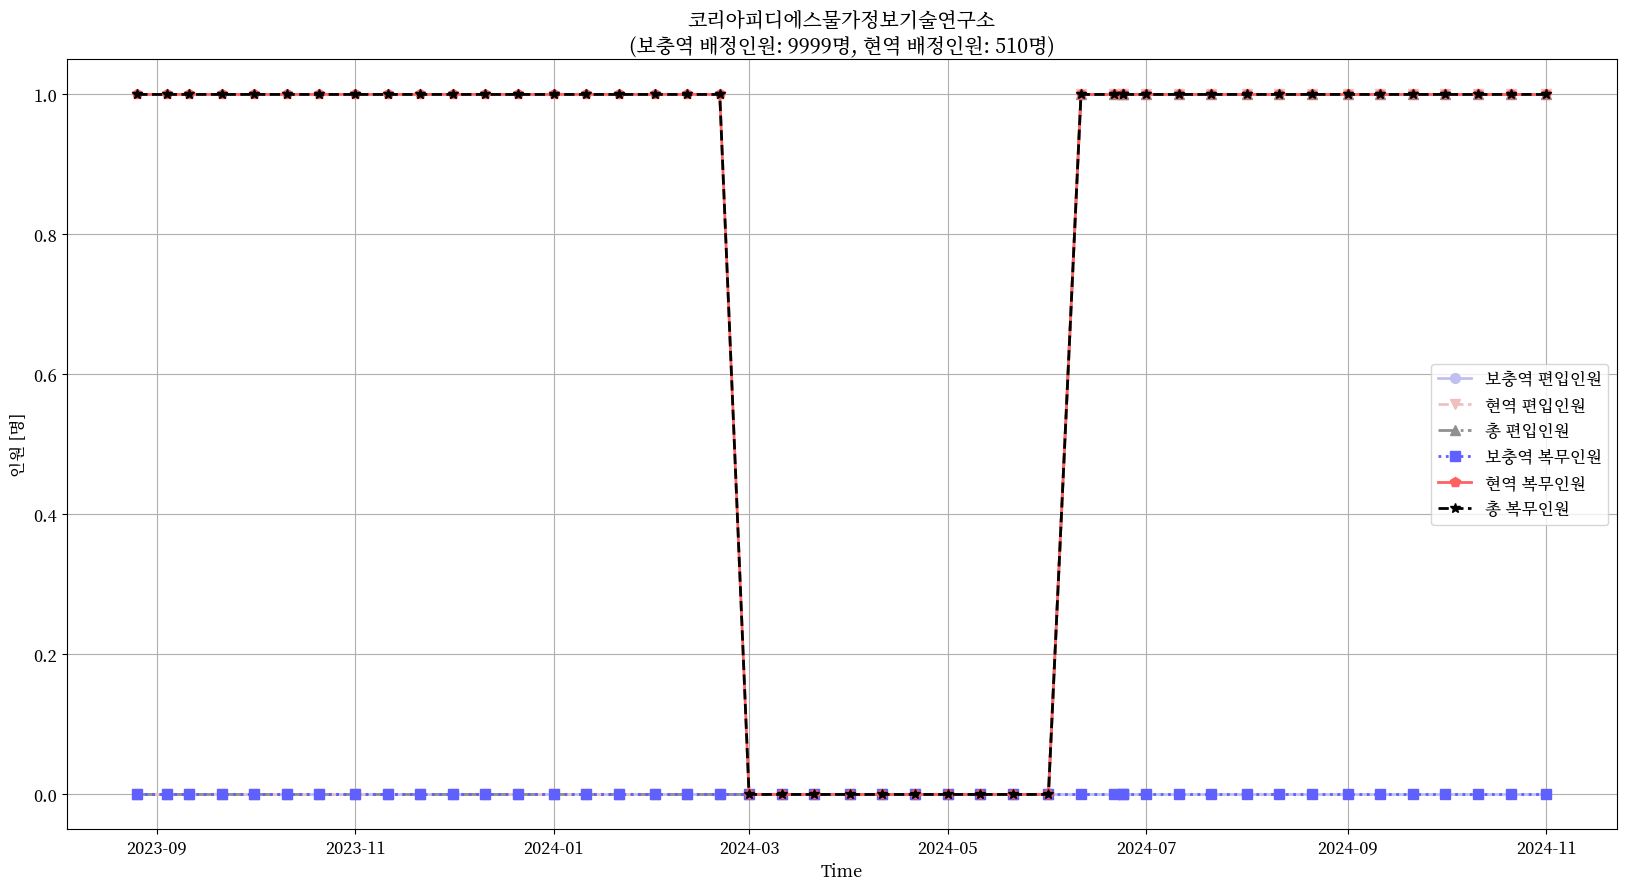 코리아피디에스물가정보기술연구소
(보충역 배정인원: 9999명, 현역 배정인원: 510명)
1.0
0.8
0.6
0.4
0.2
0.0
인원 [명]
보충역 편입인원
현역 편입인원
총 편입인원
보충역 복무인원
현역 복무인원
총 복무인원
2023-09
2023-11
2024-01
2024-03
2024-05
2024-07
2024-09
2024-11
Time